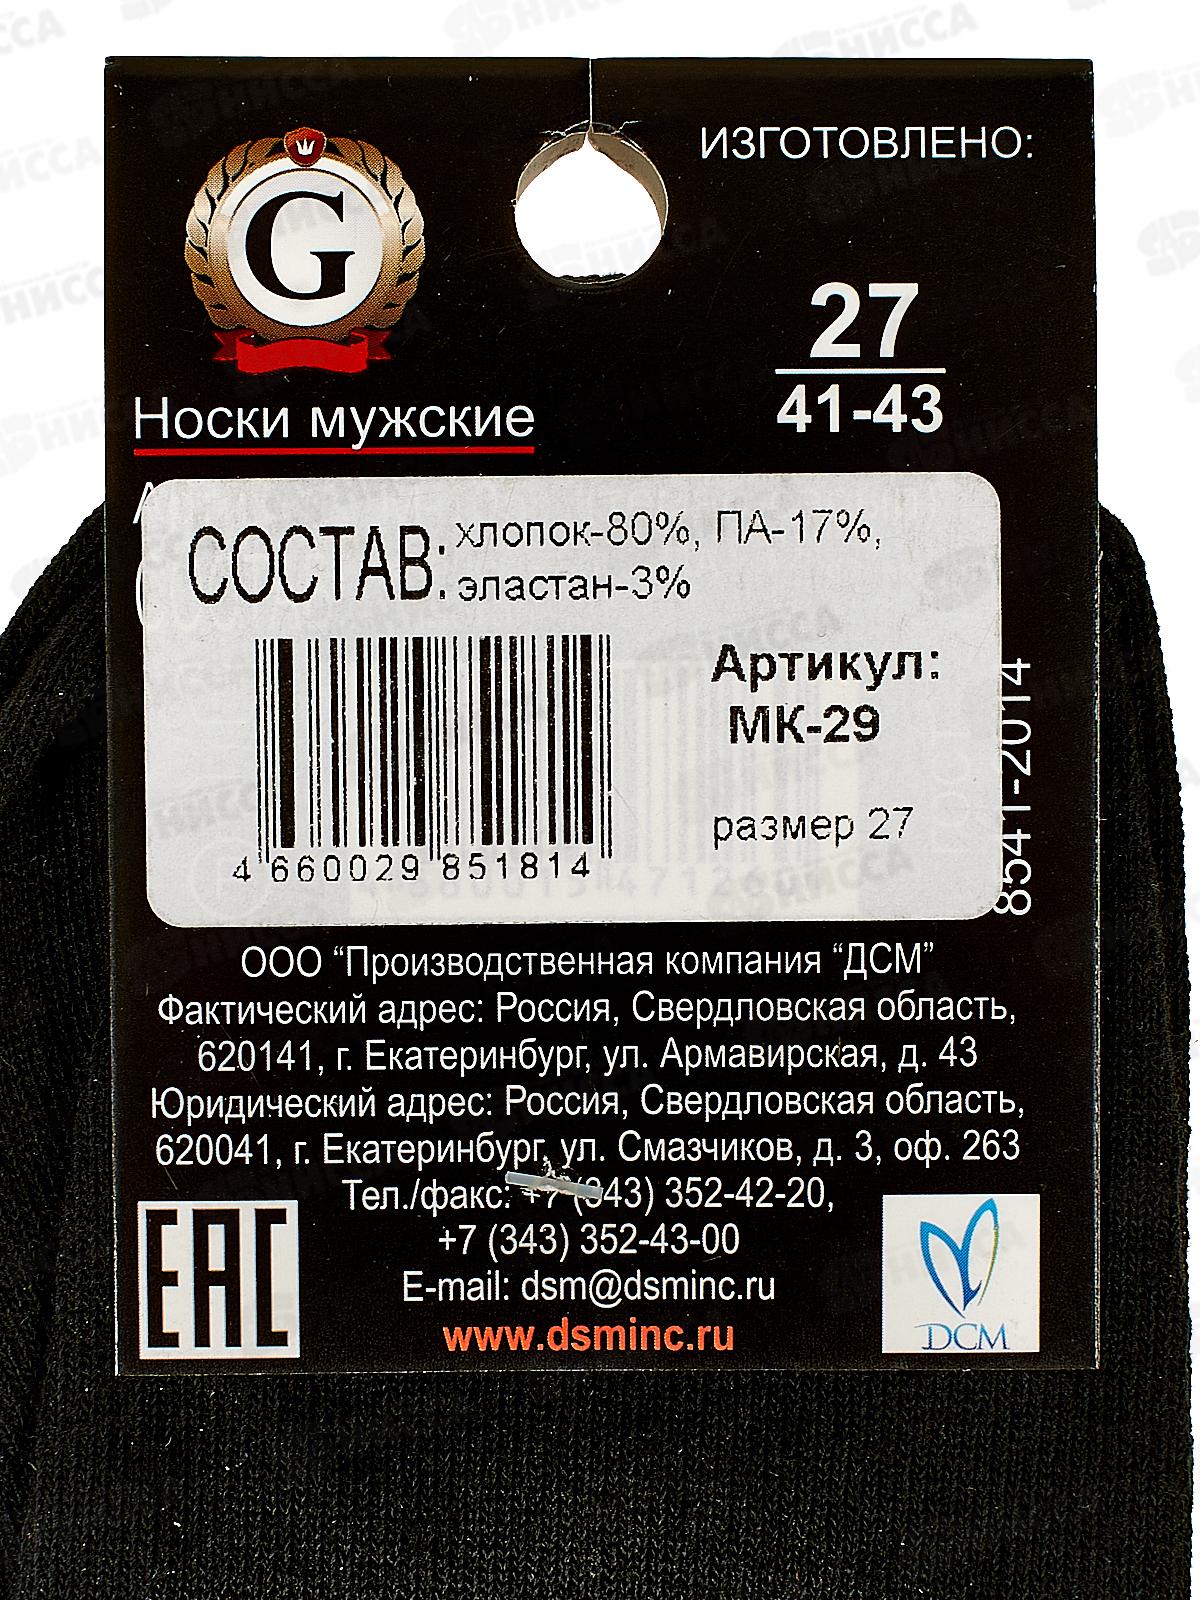 ИЗГОТОВЛЕНО:
G
27
41-43
Носки мужские
СОСТАВ: хлопок-80%, ПА-17%,
эластан-3%
Артикул:
МК-29
размер 27
4 660029 851814
8541-2014
ООО “Производственная компания “ДСМ”
Фактический адрес: Россия, Свердловская область,
620141, г. Екатеринбург, ул. Армавирская, д. 43
Юридический адрес: Россия, Свердловская область,
620041, г. Екатеринбург, ул. Смазчиков, д. 3, оф. 263
Тел./факс: +7 (343) 352-42-20,
+7 (343) 352-43-00
E-mail: dsm@dsminc.ru
www.dsminc.ru
EAC
DCM
НИССА